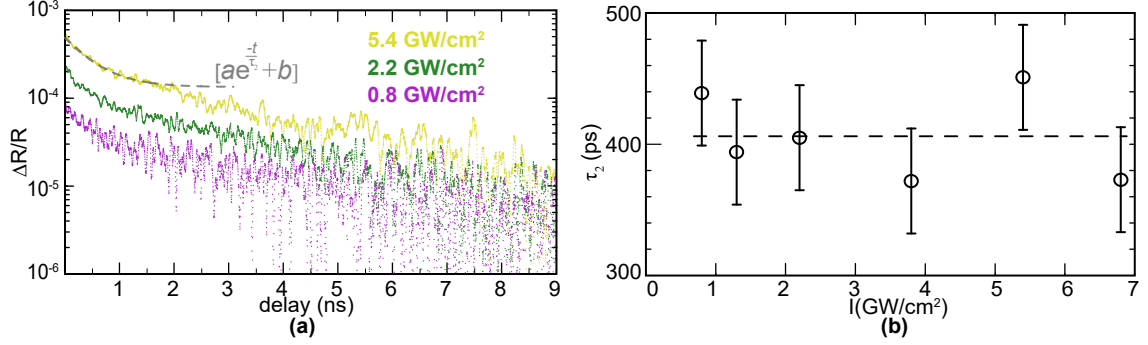 10⁻³
10⁻⁴
10⁻⁵
10⁻⁶
ΔR/R
[ae^{-t/τ₂}+b]
5.4 GW/cm²
2.2 GW/cm²
0.8 GW/cm²
1 2 3 4 5 6 7 8 9
delay (ns)
(a)
500
400
300
τ₂ (ps)
0 1 2 3 4 5 6 7
I(GW/cm²)
(b)